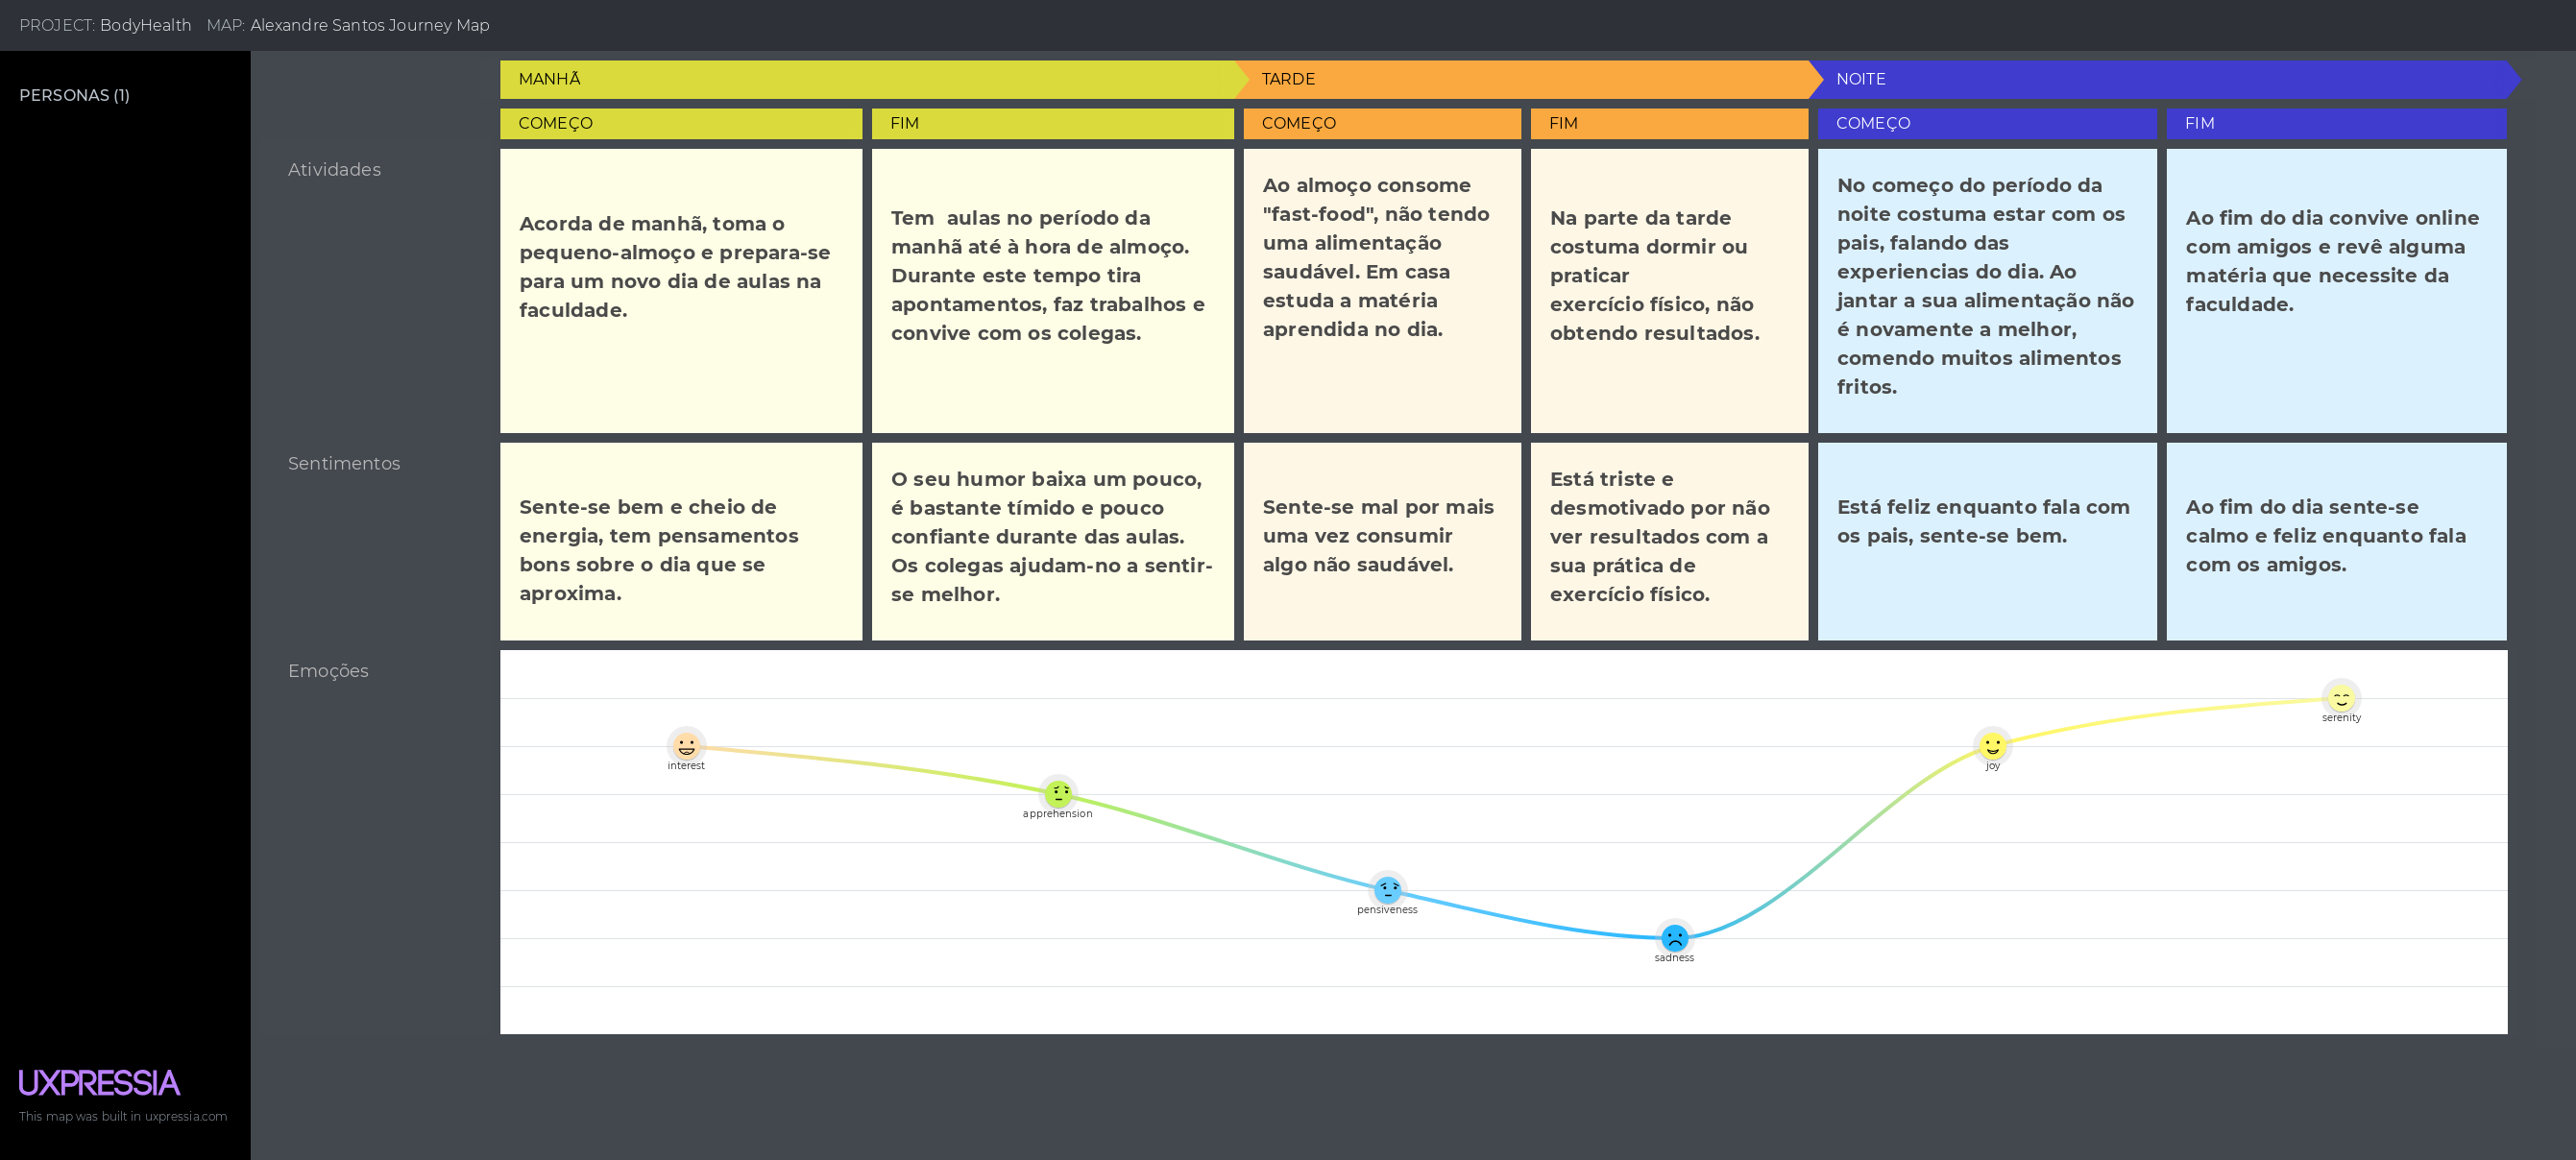 PROJECT: BodyHealth MAP: Alexandre Santos Journey Map
PERSONAS (1)
MANHÃ
TARDE
NOITE
COMEÇO
FIM
COMEÇO
FIM
COMEÇO
FIM
Atividades
Acorda de manhã, toma o
pequeno-almoço e prepara-se
para um novo dia de aulas na
faculdade.
Tem aulas no período da
manhã até à hora de almoço.
Durante este tempo tira
apontamentos, faz trabalhos e
convive com os colegas.
Ao almoço consome
"fast-food", não tendo
uma alimentação
saudável. Em casa
estuda a matéria
aprendida no dia.
Na parte da tarde
costuma dormir ou
praticar
exercício físico, não
obtendo resultados.
No começo do período da
noite costuma estar com os
pais, falando das
experiencias do dia. Ao
jantar a sua alimentação não
é novamente a melhor,
comendo muitos alimentos
fritos.
Ao fim do dia convive online
com amigos e revê alguma
matéria que necessite da
faculdade.
Sentimentos
Sente-se bem e cheio de
energia, tem pensamentos
bons sobre o dia que se
aproxima.
O seu humor baixa um pouco,
é bastante tímido e pouco
confiante durante das aulas.
Os colegas ajudam-no a sentir-
se melhor.
Sente-se mal por mais
uma vez consumir
algo não saudável.
Está triste e
desmotivado por não
ver resultados com a
sua prática de
exercício físico.
Está feliz enquanto fala com
os pais, sente-se bem.
Ao fim do dia sente-se
calmo e feliz enquanto fala
com os amigos.
Emoções
interest
apprehension
pensiveness
sadness
joy
serenity
UXPRESSIA
This map was built in uxpressia.com